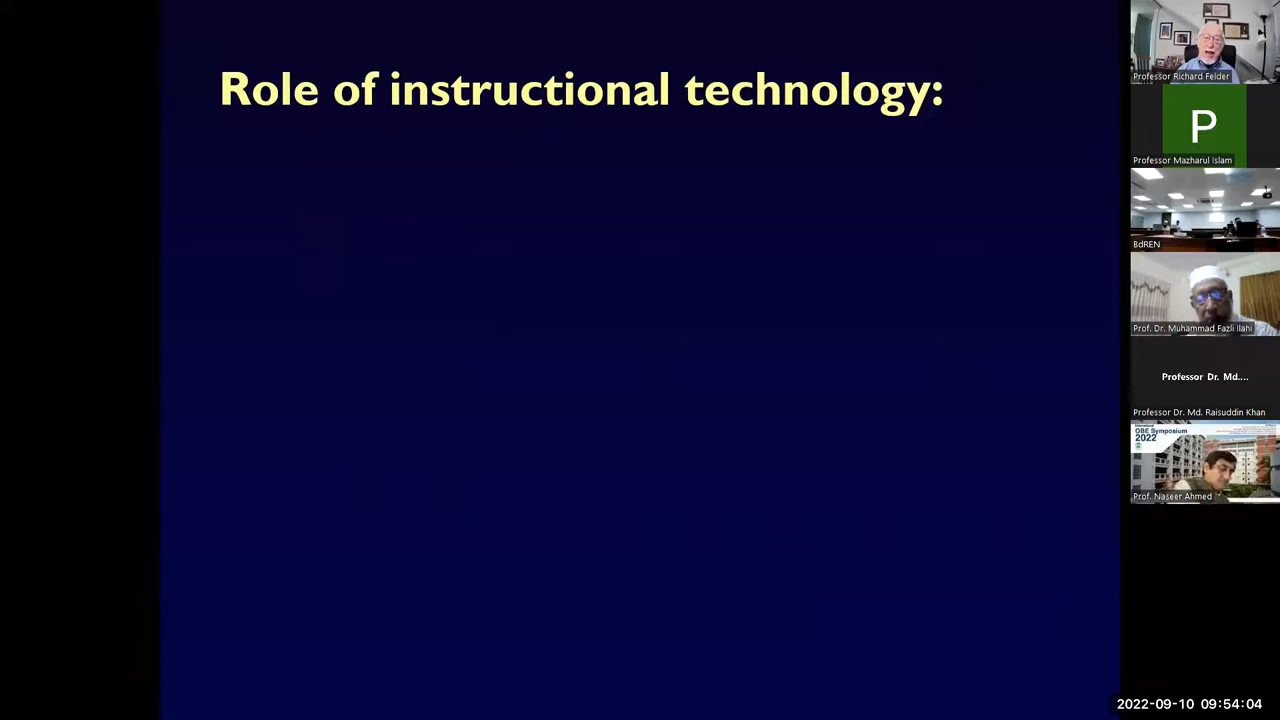 Role of instructional technology:
Professor Richard Felder
P
Professor Mazharul Islam
BdREN
Prof. Dr. Muhammad Fazli Ilahi
Professor Dr. Md....
Professor Dr. Md. Raisuddin Khan
OBE Symposium
2022
Prof. Naseer Ahmed
2022-09-10 09:54:04